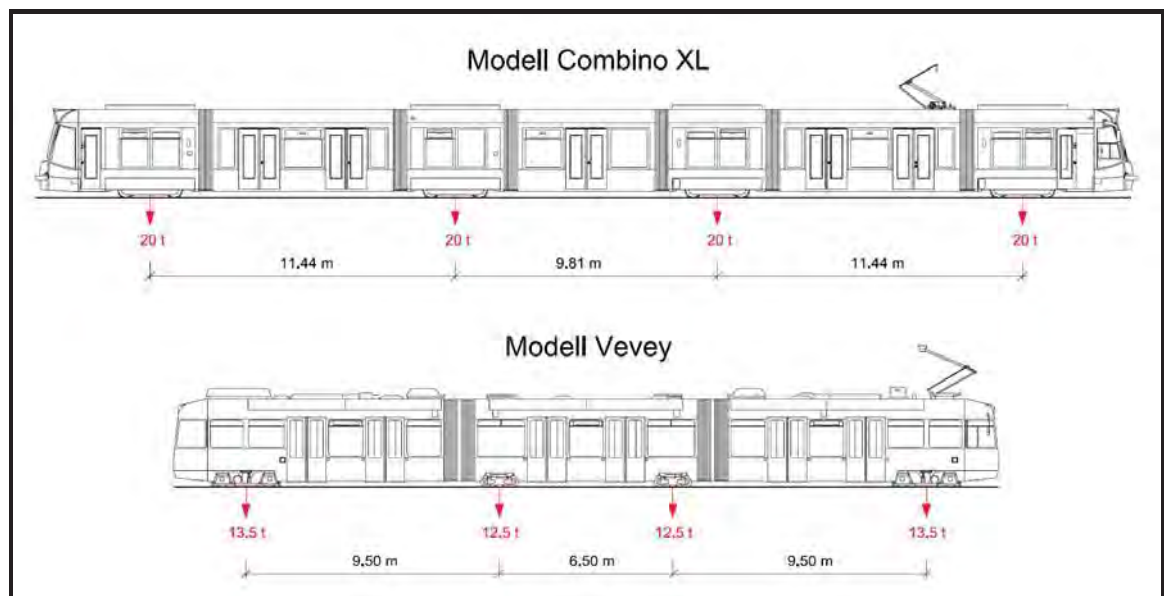 Modell Combino XL
20 t 20 t 20 t 20 t
11.44 m 9.81 m 11.44 m
Modell Vevey
13.5 t 12.5 t 12.5 t 13.5 t
9.50 m 6.50 m 9.50 m